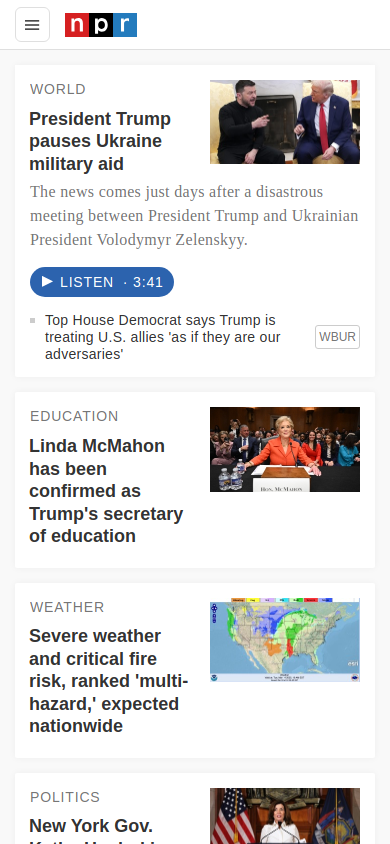 npr
WORLD
President Trump
pauses Ukraine
military aid
The news comes just days after a disastrous
meeting between President Trump and Ukrainian
President Volodymyr Zelenskyy.
LISTEN · 3:41
Top House Democrat says Trump is
treating U.S. allies 'as if they are our
adversaries'
WBUR
EDUCATION
Linda McMahon
has been
confirmed as
Trump's secretary
of education
HON. MCMAHON
WEATHER
Severe weather
and critical fire
risk, ranked 'multi-
hazard,' expected
nationwide
esri
POLITICS
New York Gov.